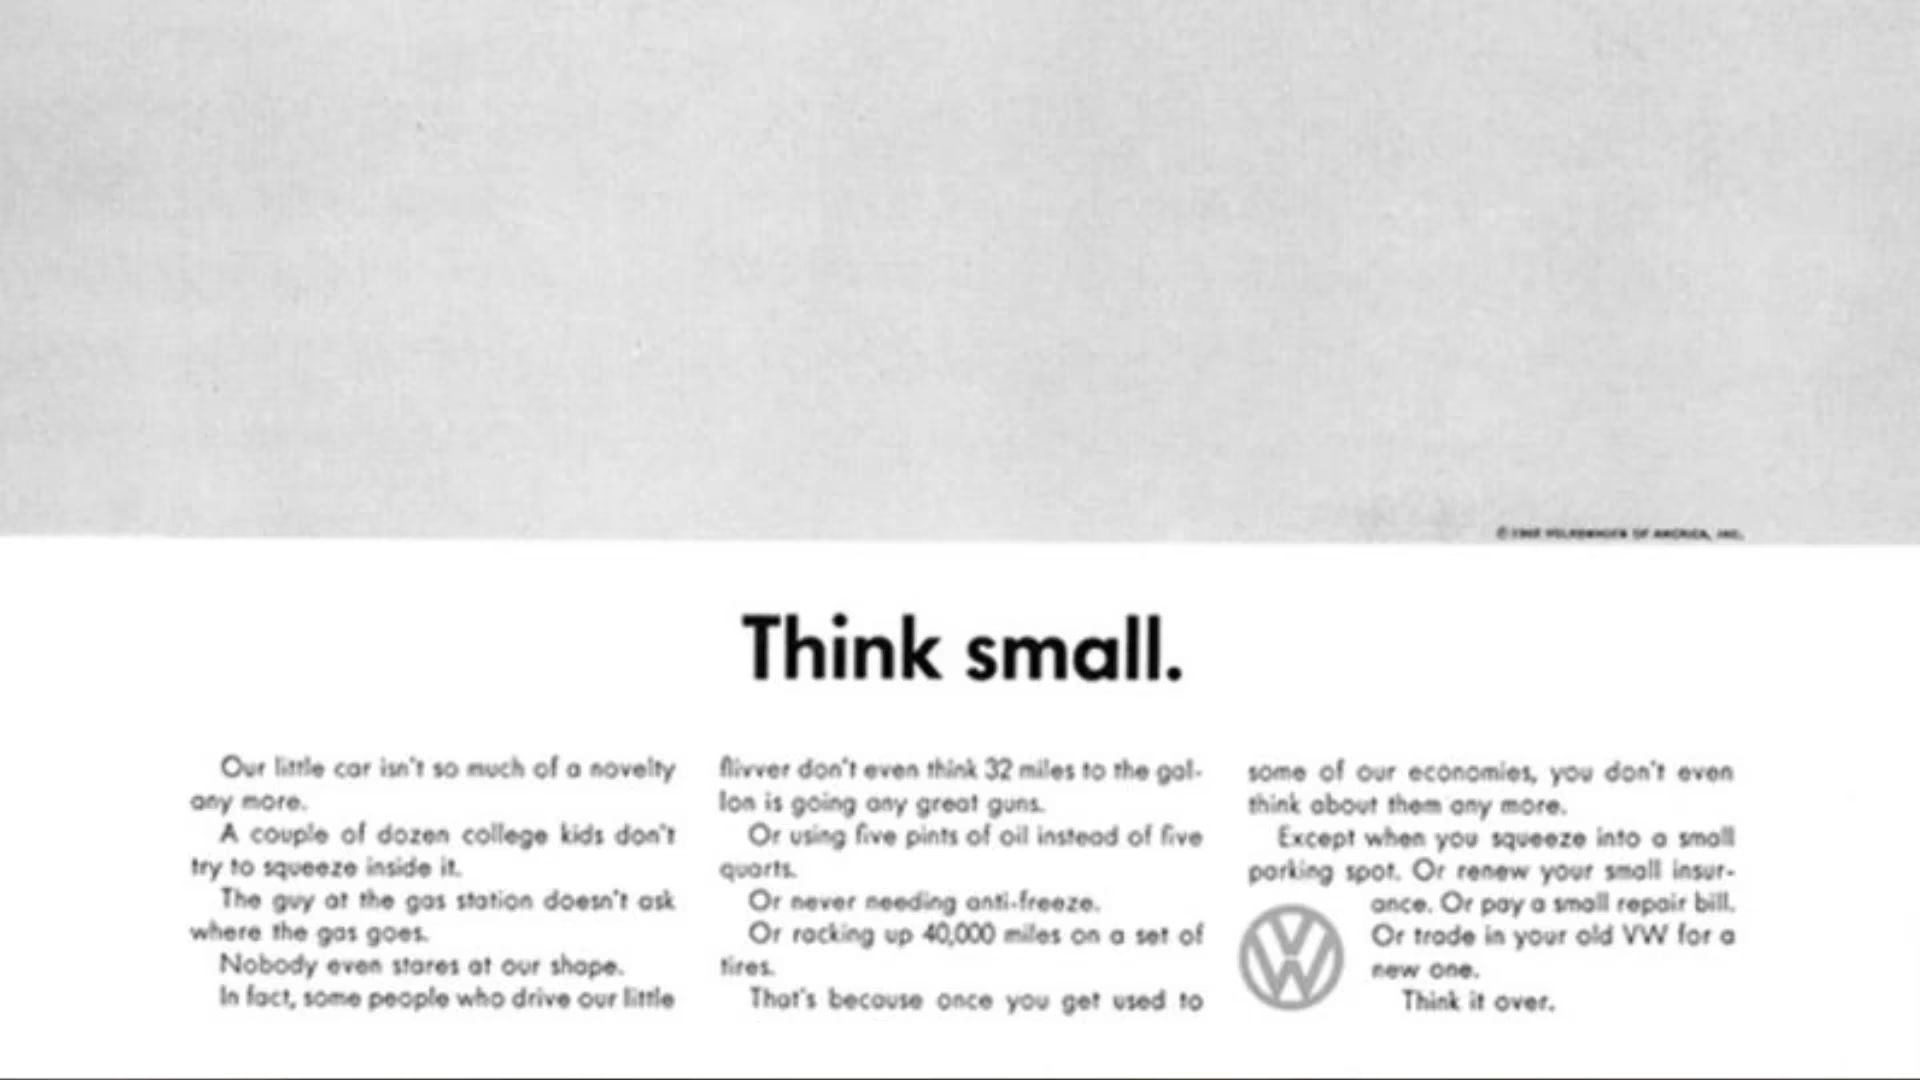 VOLKSWAGEN OF AMERICA, INC.
Think small.
Our little car isn't so much of a novelty
any more.
A couple of dozen college kids don't
try to squeeze inside it.
The guy at the gas station doesn't ask
where the gas goes.
Nobody even stares at our shape.
In fact, some people who drive our little
flivver don't even think 32 miles to the gal-
lon is going any great guns.
Or using five pints of oil instead of five
quarts.
Or never needing anti-freeze.
Or racking up 40,000 miles on a set of
tires.
That's because once you get used to
some of our economies, you don't even
think about them any more.
Except when you squeeze into a small
parking spot. Or renew your small insur-
ance. Or pay a small repair bill.
Or trade in your old VW for a
new one.
Think it over.
VW